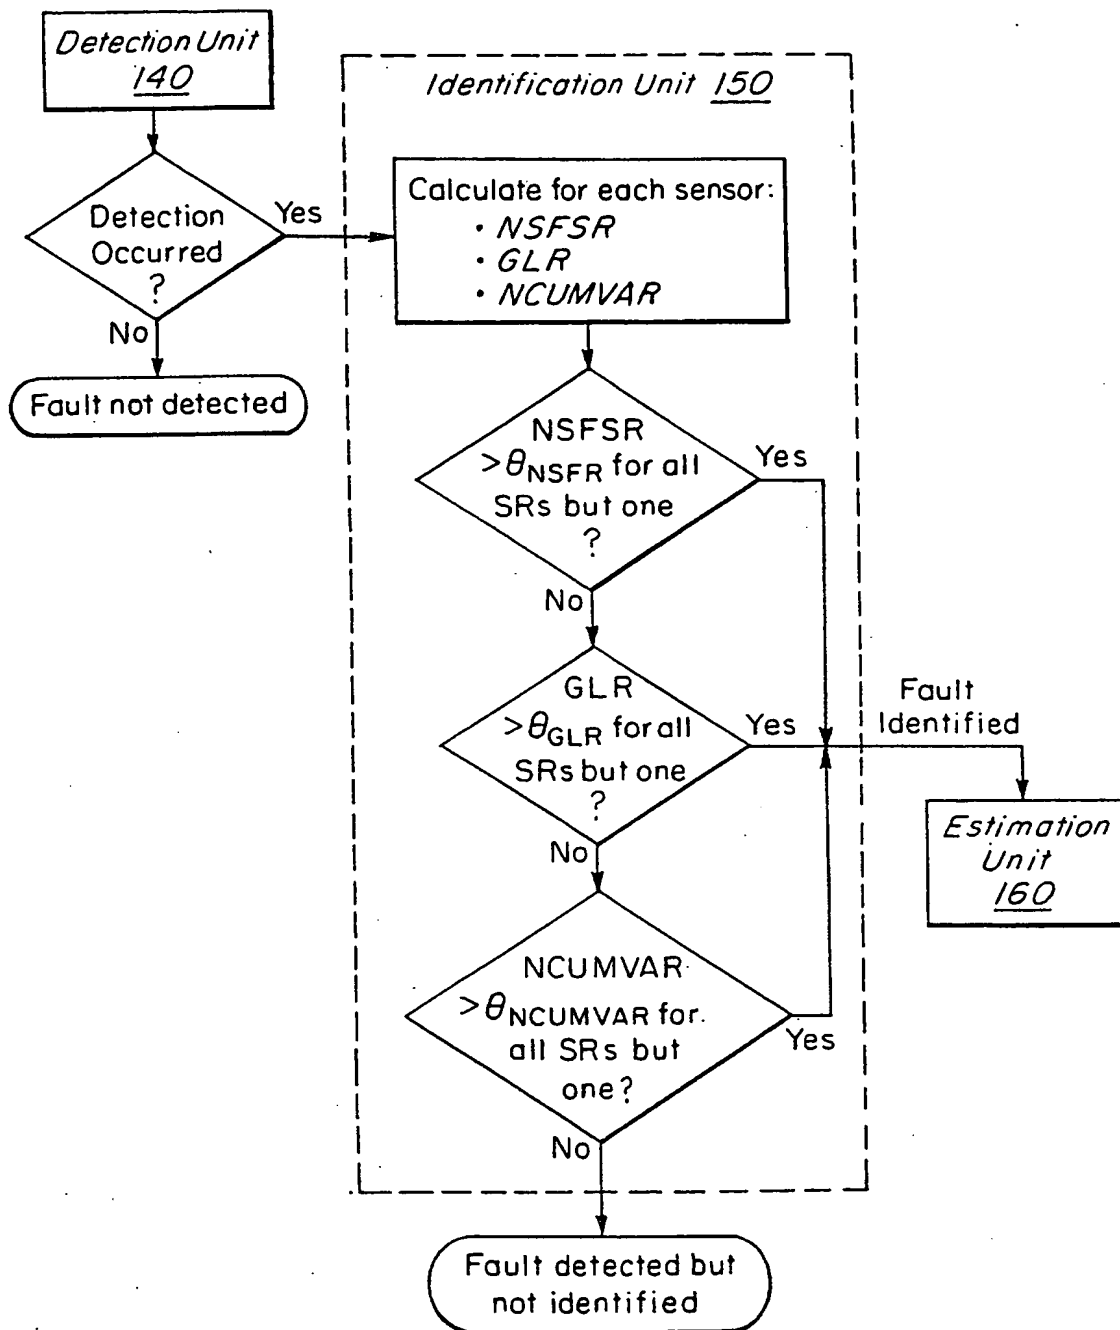 Detection Unit
140
Detection
Occurred
?
Yes
No
Fault not detected
Identification Unit 150
Calculate for each sensor:
· NSFSR
· GLR
· NCUMVAR
NSFSR
>θNSFR for all
SRs but one
?
Yes
No
GLR
>θGLR for all
SRs but one
?
Yes
No
NCUMVAR
>θNCUMVAR for
all SRs but
one?
Yes
No
Fault
Identified
Estimation
Unit
160
Fault detected but
not identified